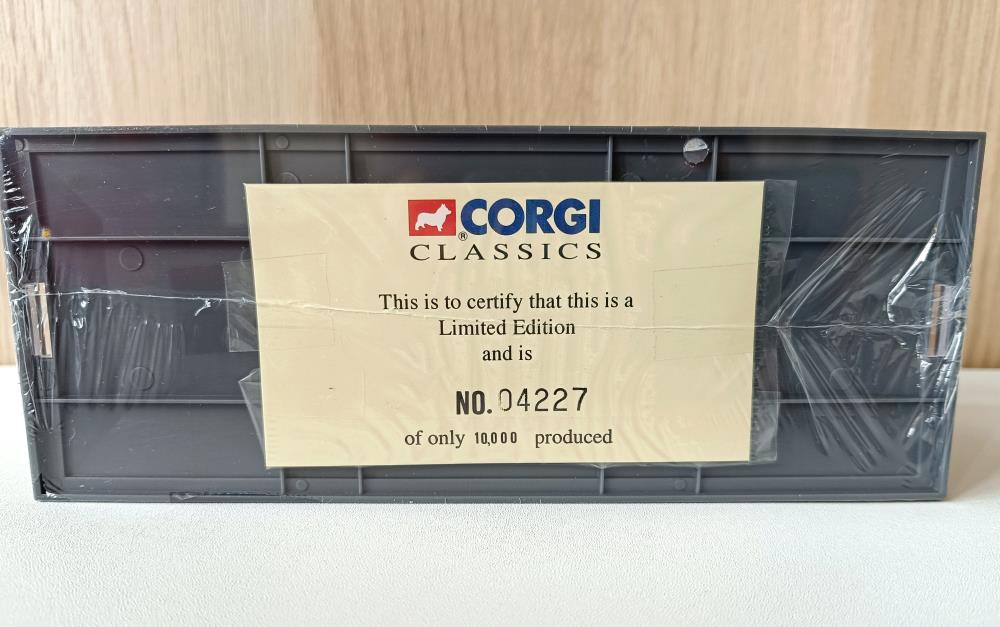 CORGI
®
CLASSICS
This is to certify that this is a
Limited Edition
and is
NO. 04227
of only 10,000 produced